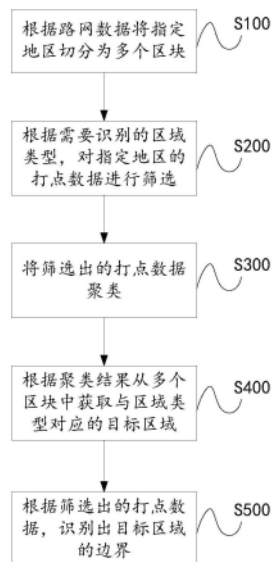 根据路网数据将指定
地区切分为多个区块
S100
根据需要识别的区域
类型，对指定地区的
打点数据进行筛选
S200
将筛选出的打点数据
聚类
S300
根据聚类结果从多个
区块中获取与区域类
型对应的目标区域
S400
根据筛选出的打点数
据，识别出目标区域
的边界
S500